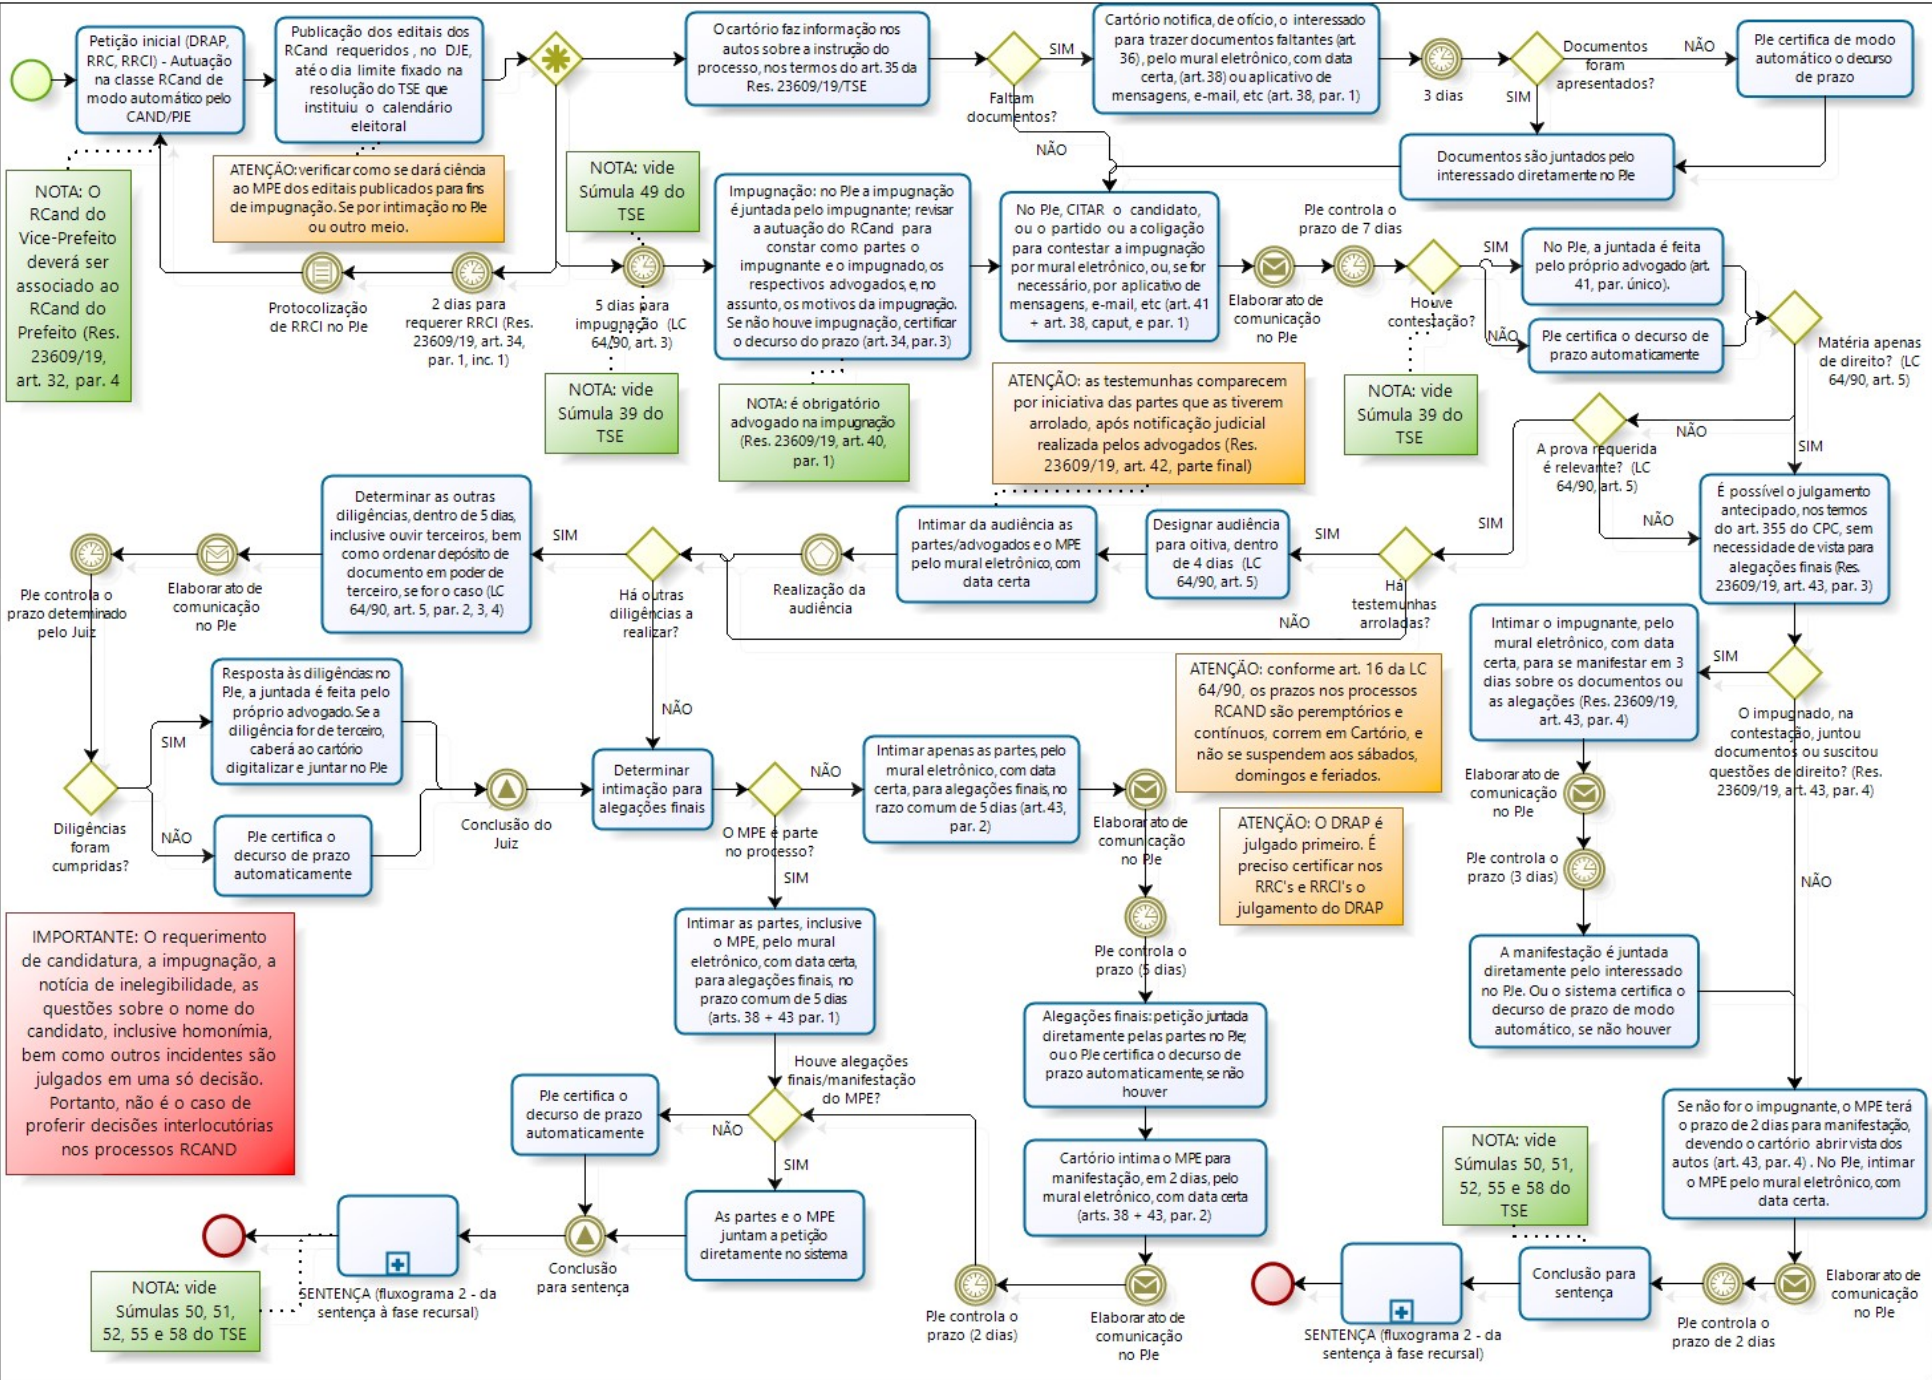 Petição inicial (DRAP,
RRC, RRCI) - Autuação
na classe RCand de
modo automático pelo
CAND/PJE
Publicação dos editais dos
RCand requeridos , no DJE,
até o dia limite fixado na
resolução do TSE que
instituiu o calendário
eleitoral
O cartório faz informação nos
autos sobre a instrução do
processo, nos termos do art. 35 da
Res. 23609/19/TSE
Faltam
documentos?
SIM
NÃO
Cartório notifica, de ofício, o interessado
para trazer documentos faltantes (art.
36), pelo mural eletrônico, com data
certa, (art. 38) ou aplicativo de
mensagens, e-mail, etc (art. 38, par. 1)
3 dias
Documentos
foram
apresentados?
NÃO
SIM
PJe certifica de modo
automático o decurso
de prazo
Documentos são juntados pelo
interessado diretamente no PJe
NOTA: O
RCand do
Vice-Prefeito
deverá ser
associado ao
RCand do
Prefeito (Res.
23609/19,
art. 32, par. 4
ATENÇÃO: verificar como se dará ciência
ao MPE dos editais publicados para fins
de impugnação. Se por intimação no PJe
ou outro meio.
Protocolização
de RRCI no PJe
2 dias para
requerer RRCI (Res.
23609/19, art. 34,
par. 1, inc. 1)
NOTA: vide
Súmula 49 do
TSE
5 dias para
impugnação (LC
64/90, art. 3)
NOTA: vide
Súmula 39 do
TSE
Impugnação: no PJe a impugnação
é juntada pelo impugnante; revisar
a autuação do RCand para
constar como partes o
impugnante e o impugnado, os
respectivos advogados, e, no
assunto, os motivos da impugnação.
Se não houve impugnação, certificar
o decurso do prazo (art. 34, par. 3)
NOTA: é obrigatório
advogado na impugnação
(Res. 23609/19, art. 40,
par. 1)
No PJe, CITAR o candidato,
ou o partido ou a coligação
para contestar a impugnação
por mural eletrônico, ou, se for
necessário, por aplicativo de
mensagens, e-mail, etc (art. 41
+ art. 38, caput, e par. 1)
Elaborar ato de
comunicação
no PJe
PJe controla o
prazo de 7 dias
Houve
contestação?
SIM
NÃO
NOTA: vide
Súmula 39 do
TSE
No PJe, a juntada é feita
pelo próprio advogado (art.
41, par. único).
PJe certifica o decurso de
prazo automaticamente
Matéria apenas
de direito? (LC
64/90, art. 5)
NÃO
SIM
A prova requerida
é relevante? (LC
64/90, art. 5)
SIM
NÃO
É possível o julgamento
antecipado, nos termos
do art. 355 do CPC, sem
necessidade de vista para
alegações finais (Res.
23609/19, art. 43, par. 3)
ATENÇÃO: as testemunhas comparecem
por iniciativa das partes que as tiverem
arrolado, após notificação judicial
realizada pelos advogados (Res.
23609/19, art. 42, parte final)
Há
testemunhas
arroladas?
SIM
NÃO
Designar audiência
para oitiva, dentro
de 4 dias (LC
64/90, art. 5)
Intimar da audiência as
partes/advogados e o MPE
pelo mural eletrônico, com
data certa
Realização da
audiência
Há outras
diligências a
realizar?
SIM
NÃO
Determinar as outras
diligências, dentro de 5 dias,
inclusive ouvir terceiros, bem
como ordenar depósito de
documento em poder de
terceiro, se for o caso (LC
64/90, art. 5, par. 2, 3, 4)
Elaborar ato de
comunicação
no PJe
PJe controla o
prazo determinado
pelo Juiz
Diligências
foram
cumpridas?
SIM
NÃO
Resposta às diligências: no
PJe, a juntada é feita pelo
próprio advogado. Se a
diligência for de terceiro,
caberá ao cartório
digitalizar e juntar no PJe
PJe certifica o
decurso de prazo
automaticamente
Conclusão do
Juiz
Determinar
intimação para
alegações finais
O MPE é parte
no processo?
NÃO
SIM
Intimar apenas as partes, pelo
mural eletrônico, com data
certa, para alegações finais, no
razo comum de 5 dias (art. 43,
par. 2)
Elaborar ato de
comunicação
no PJe
PJe controla o
prazo (5 dias)
ATENÇÃO: conforme art. 16 da LC
64/90, os prazos nos processos
RCAND são peremptórios e
contínuos, correm em Cartório, e
não se suspendem aos sábados,
domingos e feriados.
ATENÇÃO: O DRAP é
julgado primeiro. É
preciso certificar nos
RRC's e RRCI's o
julgamento do DRAP
Intimar o impugnante, pelo
mural eletrônico, com data
certa, para se manifestar em 3
dias sobre os documentos ou
as alegações (Res. 23609/19,
art. 43, par. 4)
SIM
O impugnado, na
contestação, juntou
documentos ou suscitou
questões de direito? (Res.
23609/19, art. 43, par. 4)
NÃO
Elaborar ato de
comunicação
no PJe
PJe controla o
prazo (3 dias)
A manifestação é juntada
diretamente pelo interessado
no PJe. Ou o sistema certifica o
decurso de prazo de modo
automático, se não houver
IMPORTANTE: O requerimento
de candidatura, a impugnação, a
notícia de inelegibilidade, as
questões sobre o nome do
candidato, inclusive homonímia,
bem como outros incidentes são
julgados em uma só decisão.
Portanto, não é o caso de
proferir decisões interlocutórias
nos processos RCAND
Intimar as partes, inclusive
o MPE, pelo mural
eletrônico, com data certa,
para alegações finais, no
prazo comum de 5 dias
(arts. 38 + 43 par. 1)
Houve alegações
finais/manifestação
do MPE?
NÃO
SIM
PJe certifica o
decurso de prazo
automaticamente
As partes e o MPE
juntam a petição
diretamente no sistema
Conclusão
para sentença
SENTENÇA (fluxograma 2 - da
sentença à fase recursal)
NOTA: vide
Súmulas 50, 51,
52, 55 e 58 do TSE
Alegações finais: petição juntada
diretamente pelas partes no PJe;
ou o PJe certifica o decurso de
prazo automaticamente, se não
houver
Cartório intima o MPE para
manifestação, em 2 dias, pelo
mural eletrônico, com data certa
(arts. 38 + 43, par. 2)
Elaborar ato de
comunicação
no PJe
PJe controla o
prazo (2 dias)
Se não for o impugnante, o MPE terá
o prazo de 2 dias para manifestação,
devendo o cartório abrir vista dos
autos (art. 43, par. 4) . No PJe, intimar
o MPE pelo mural eletrônico, com
data certa.
Elaborar ato de
comunicação
no PJe
PJe controla o
prazo de 2 dias
NOTA: vide
Súmulas 50, 51,
52, 55 e 58 do
TSE
Conclusão para
sentença
SENTENÇA (fluxograma 2 - da
sentença à fase recursal)